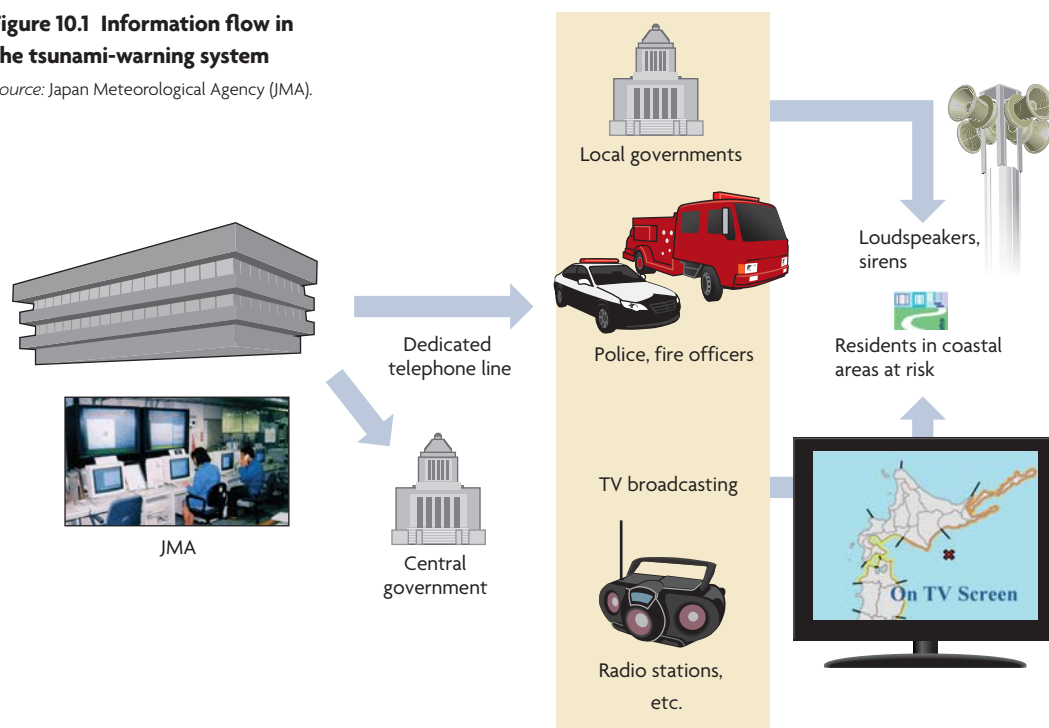 igure 10.1 Information flow in
he tsunami-warning system
ource: Japan Meteorological Agency (JMA).
Local governments
Loudspeakers,
sirens
Dedicated
telephone line
Police, fire officers
Residents in coastal
areas at risk
TV broadcasting
JMA
Central
government
On TV Screen
Radio stations,
etc.